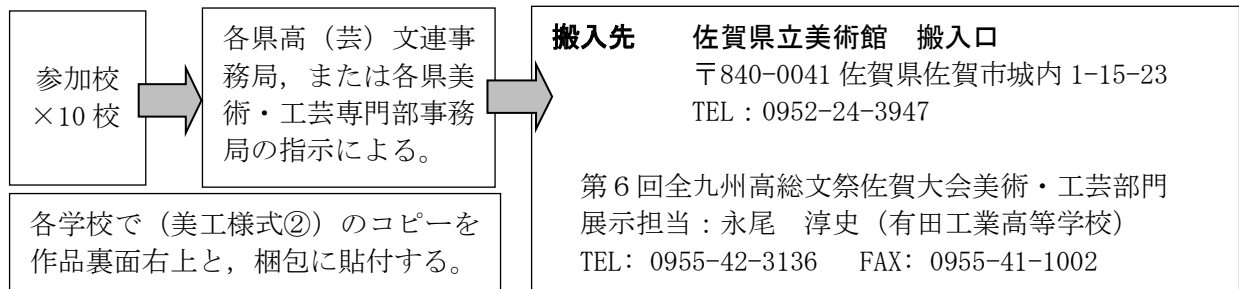 参加校
×10 校
各県高（芸）文連事
務局，または各県美
術・工芸専門部事務
局の指示による。
各学校で（美工様式②）のコピーを
作品裏面右上と，梱包に貼付する。
搬入先　　佐賀県立美術館　搬入口
〒840-0041 佐賀県佐賀市城内 1-15-23
TEL：0952-24-3947
第６回全九州高総文祭佐賀大会美術・工芸部門
展示担当：永尾　淳史（有田工業高等学校）
TEL: 0955-42-3136　FAX: 0955-41-1002